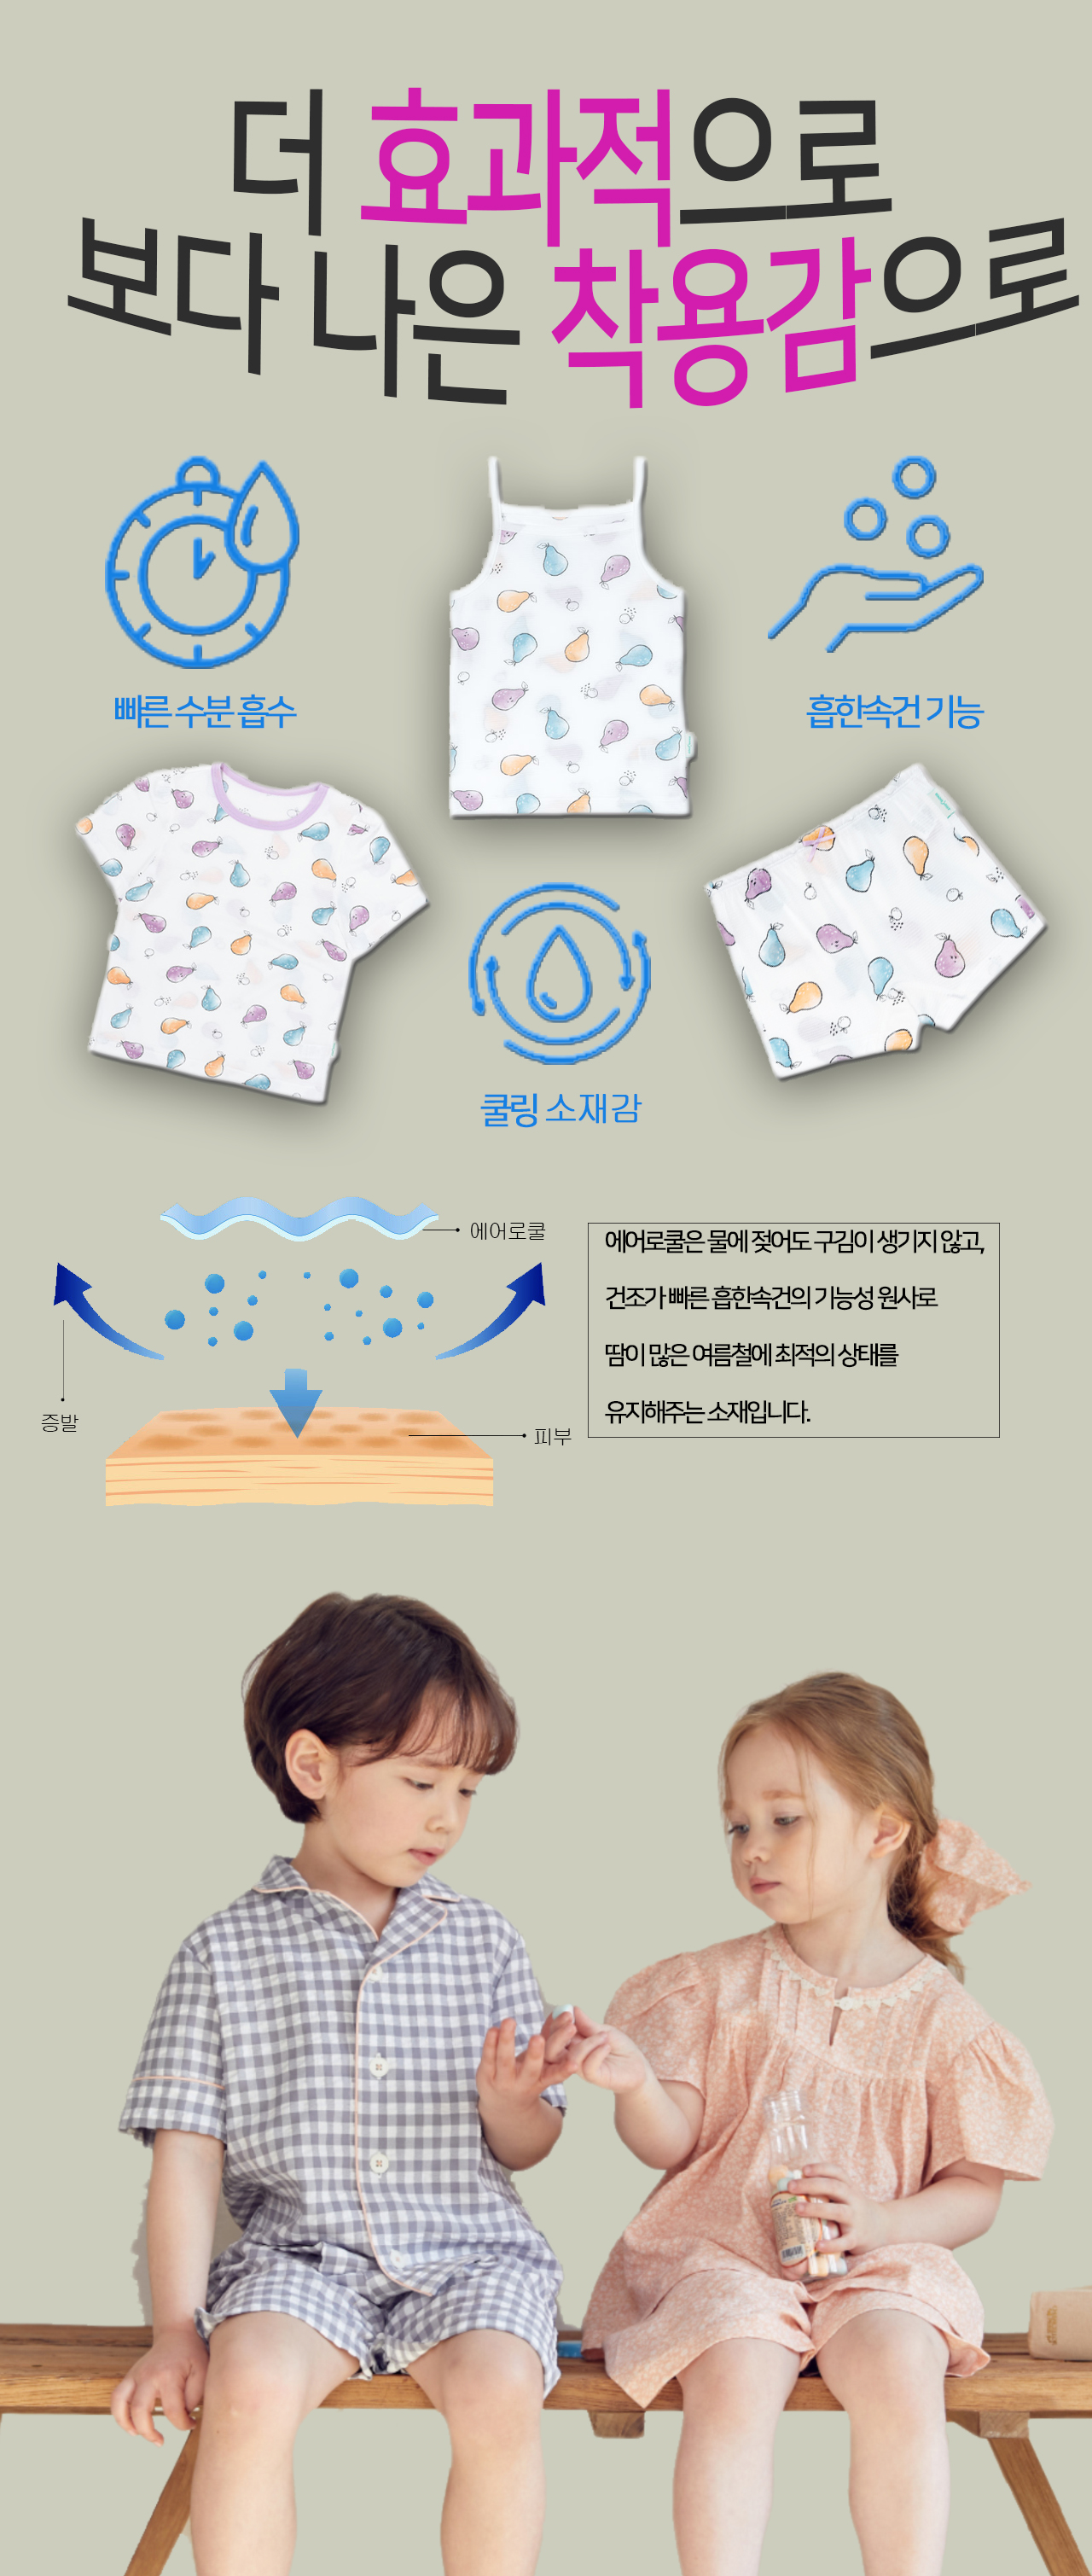 더 효과적으로
보다 나은 착용감으로
빠른 수분 흡수
흡한속건 기능
쿨링 소재감
에어로쿨
증발
피부
에어로쿨은 물에 젖어도 구김이 생기지 않고,
건조가 빠른 흡한속건의 기능성 원사로
땀이 많은 여름철에 최적의 상태를
유지해주는 소재입니다.